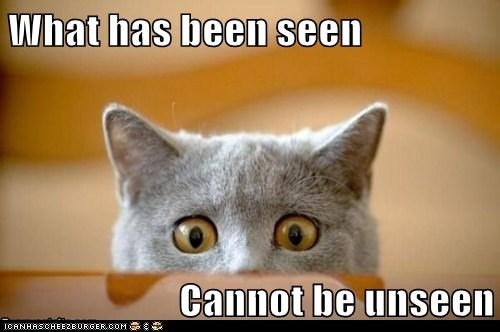 What has been seen
Cannot be unseen
ICANHASCHEEZBURGER.COM